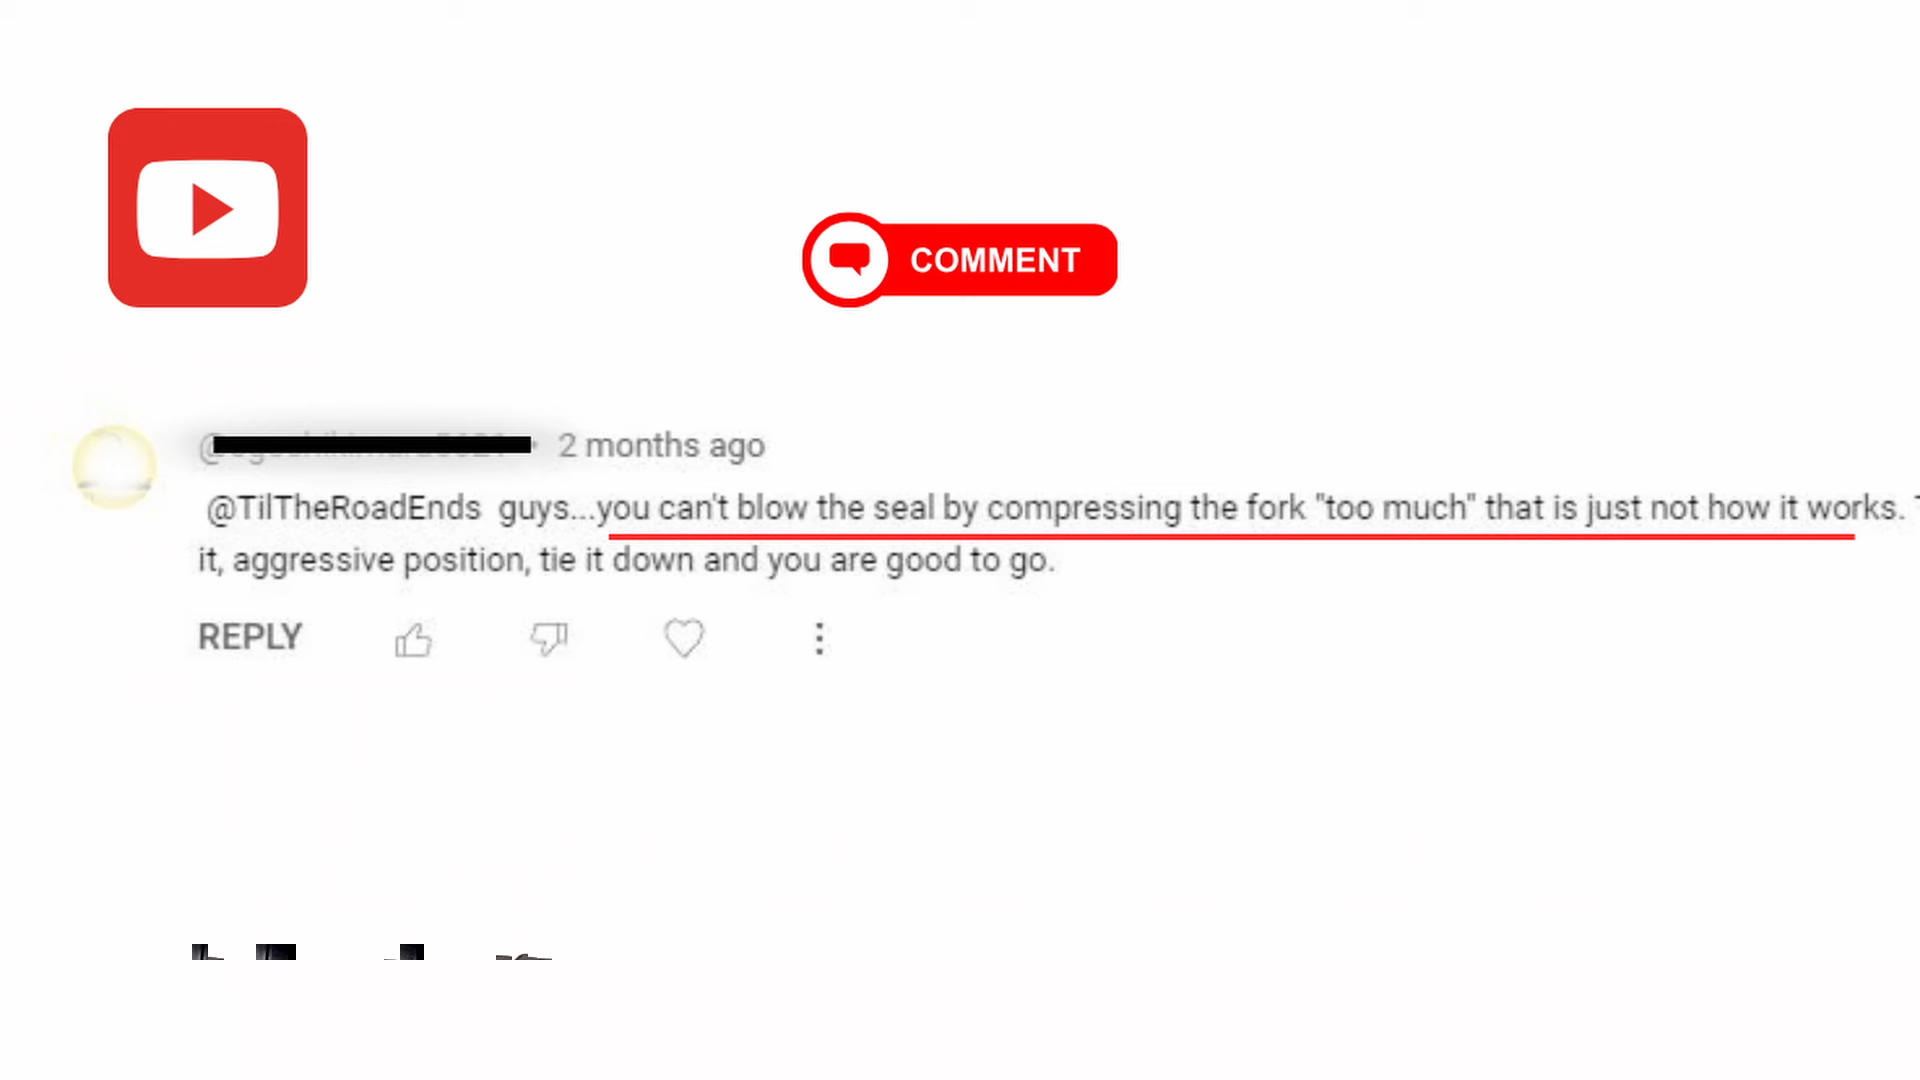 COMMENT
2 months ago
@TilTheRoadEnds guys...you can't blow the seal by compressing the fork "too much" that is just not how it works.
it, aggressive position, tie it down and you are good to go.
REPLY